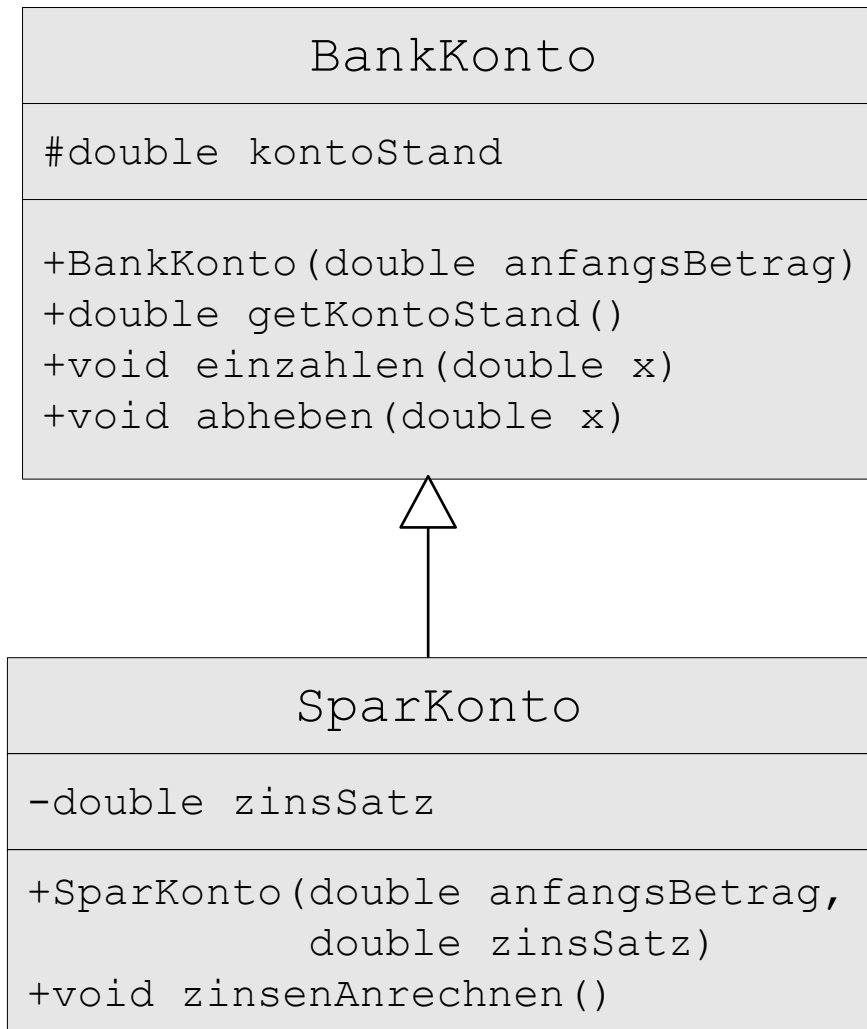 BankKonto
#double kontoStand
+BankKonto(double anfangsBetrag)
+double getKontoStand()
+void einzahlen(double x)
+void abheben(double x)
SparKonto
-double zinsSatz
+SparKonto(double anfangsBetrag,
double zinsSatz)
+void zinsenAnrechnen()